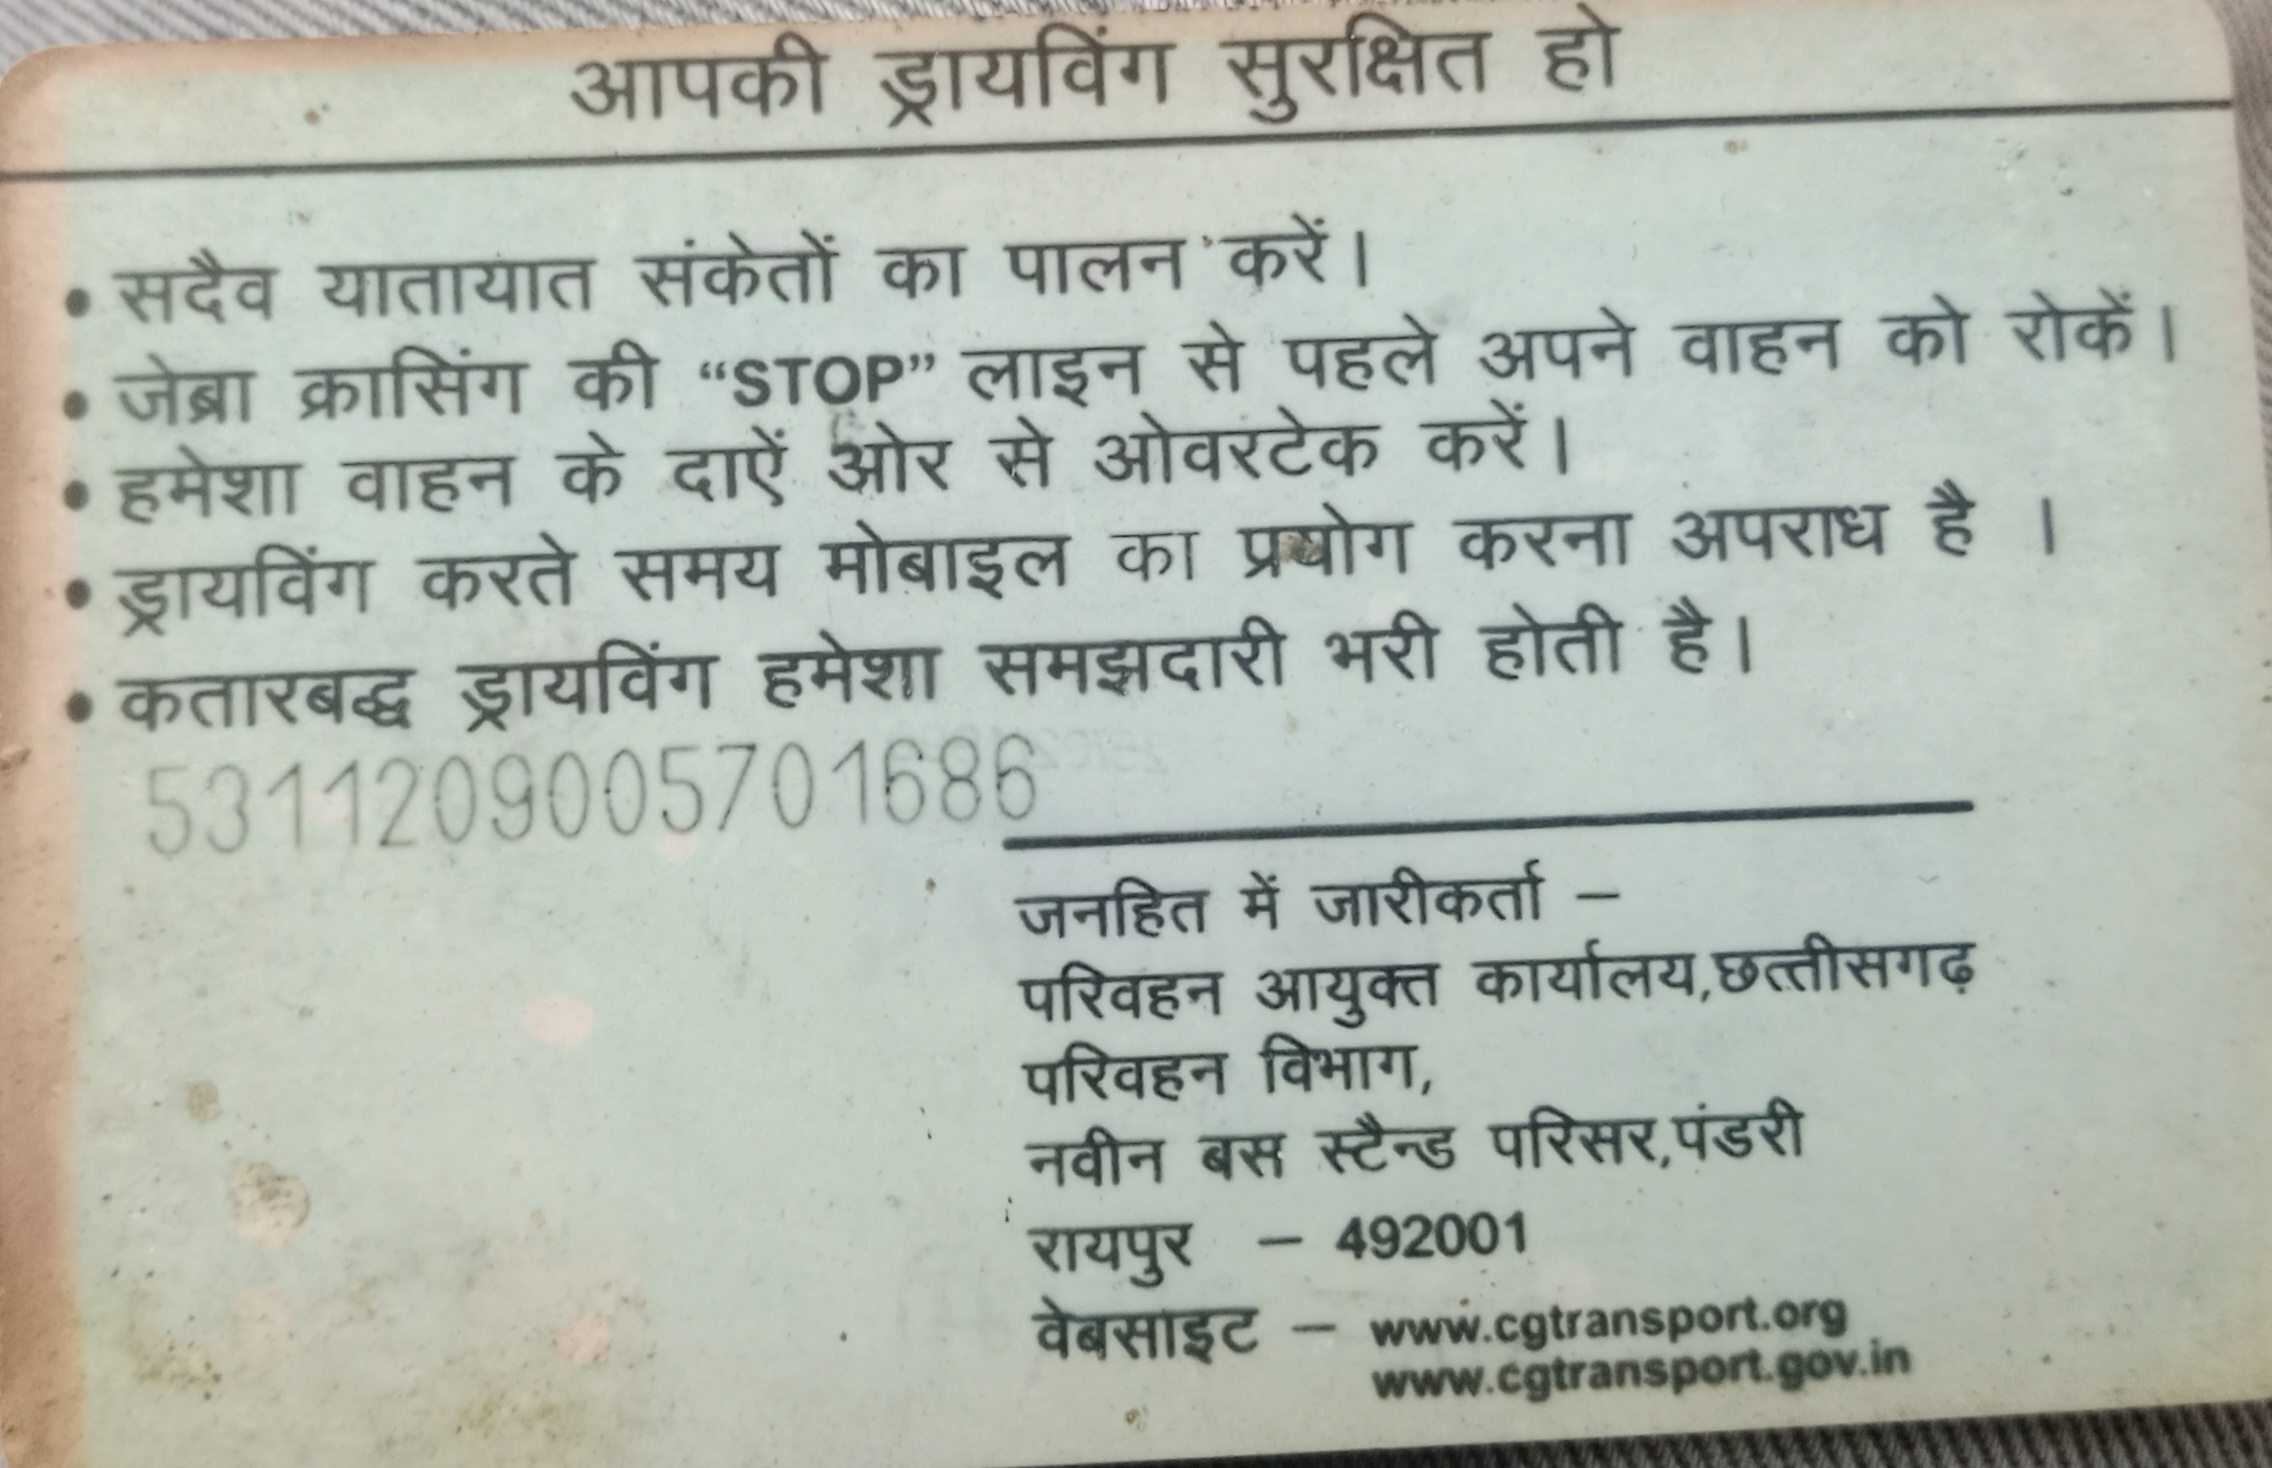 आपकी ड्रायविंग सुरक्षित हो
• सदैव यातायात संकेतों का पालन करें।
• जेब्रा क्रासिंग की “STOP” लाइन से पहले अपने वाहन को रोकें।
• हमेशा वाहन के दाऐं ओर से ओवरटेक करें।
• ड्रायविंग करते समय मोबाइल का प्रयोग करना अपराध है ।
• कतारबद्ध ड्रायविंग हमेशा समझदारी भरी होती है।
5311209005701686
जनहित में जारीकर्ता –
परिवहन आयुक्त कार्यालय,छत्तीसगढ़
परिवहन विभाग,
नवीन बस स्टैन्ड परिसर,पंडरी
रायपुर – 492001
वेबसाइट – www.cgtransport.org
www.cgtransport.gov.in